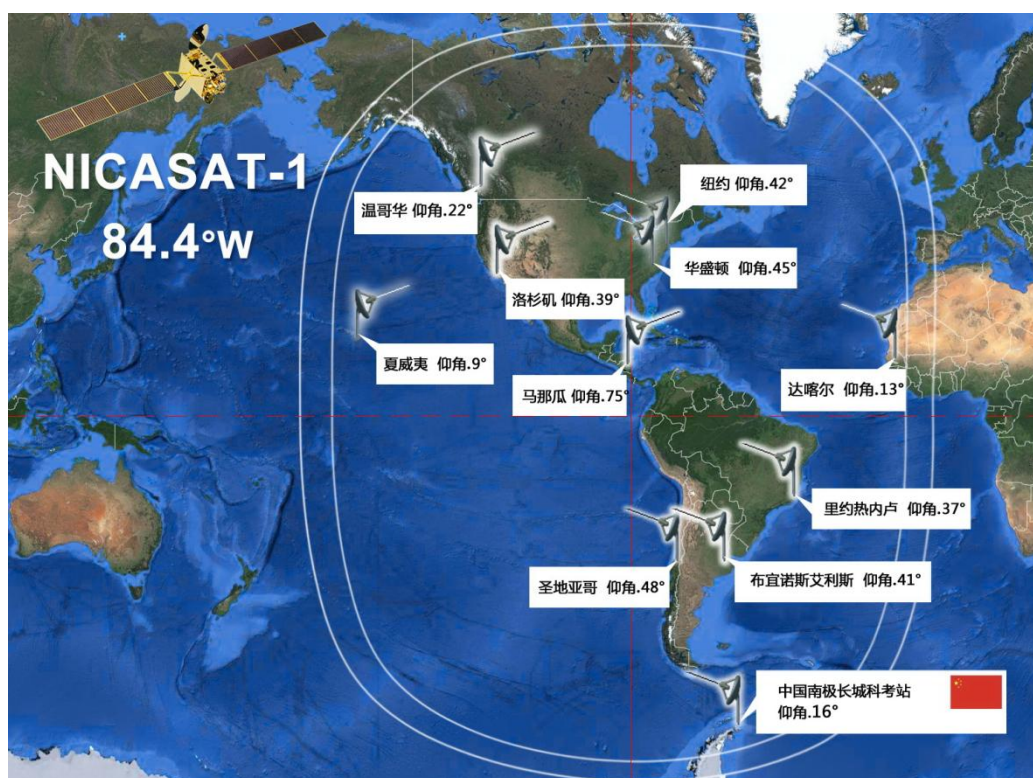 NICASAT-1
84.4°W
温哥华 仰角.22°
纽约 仰角.42°
华盛顿 仰角.45°
洛杉矶 仰角.39°
夏威夷 仰角.9°
马那瓜 仰角.75°
达喀尔 仰角.13°
里约热内卢 仰角.37°
圣地亚哥 仰角.48°
布宜诺斯艾利斯 仰角.41°
中国南极长城科考站
仰角.16°